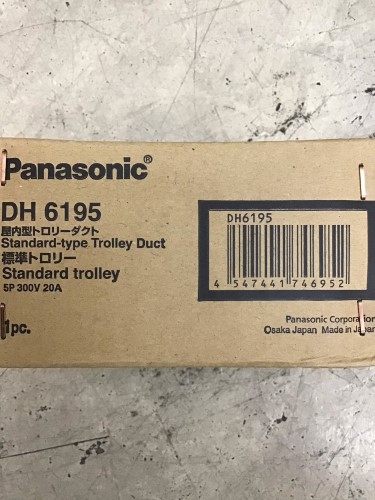 Panasonic®
DH 6195
屋内型トロリーダクト
Standard-type Trolley Duct
標準トロリー
Standard trolley
5P 300V 20A
1pc.
DH6195
4 547441 746952
Panasonic Corporation
Osaka Japan Made in Japan